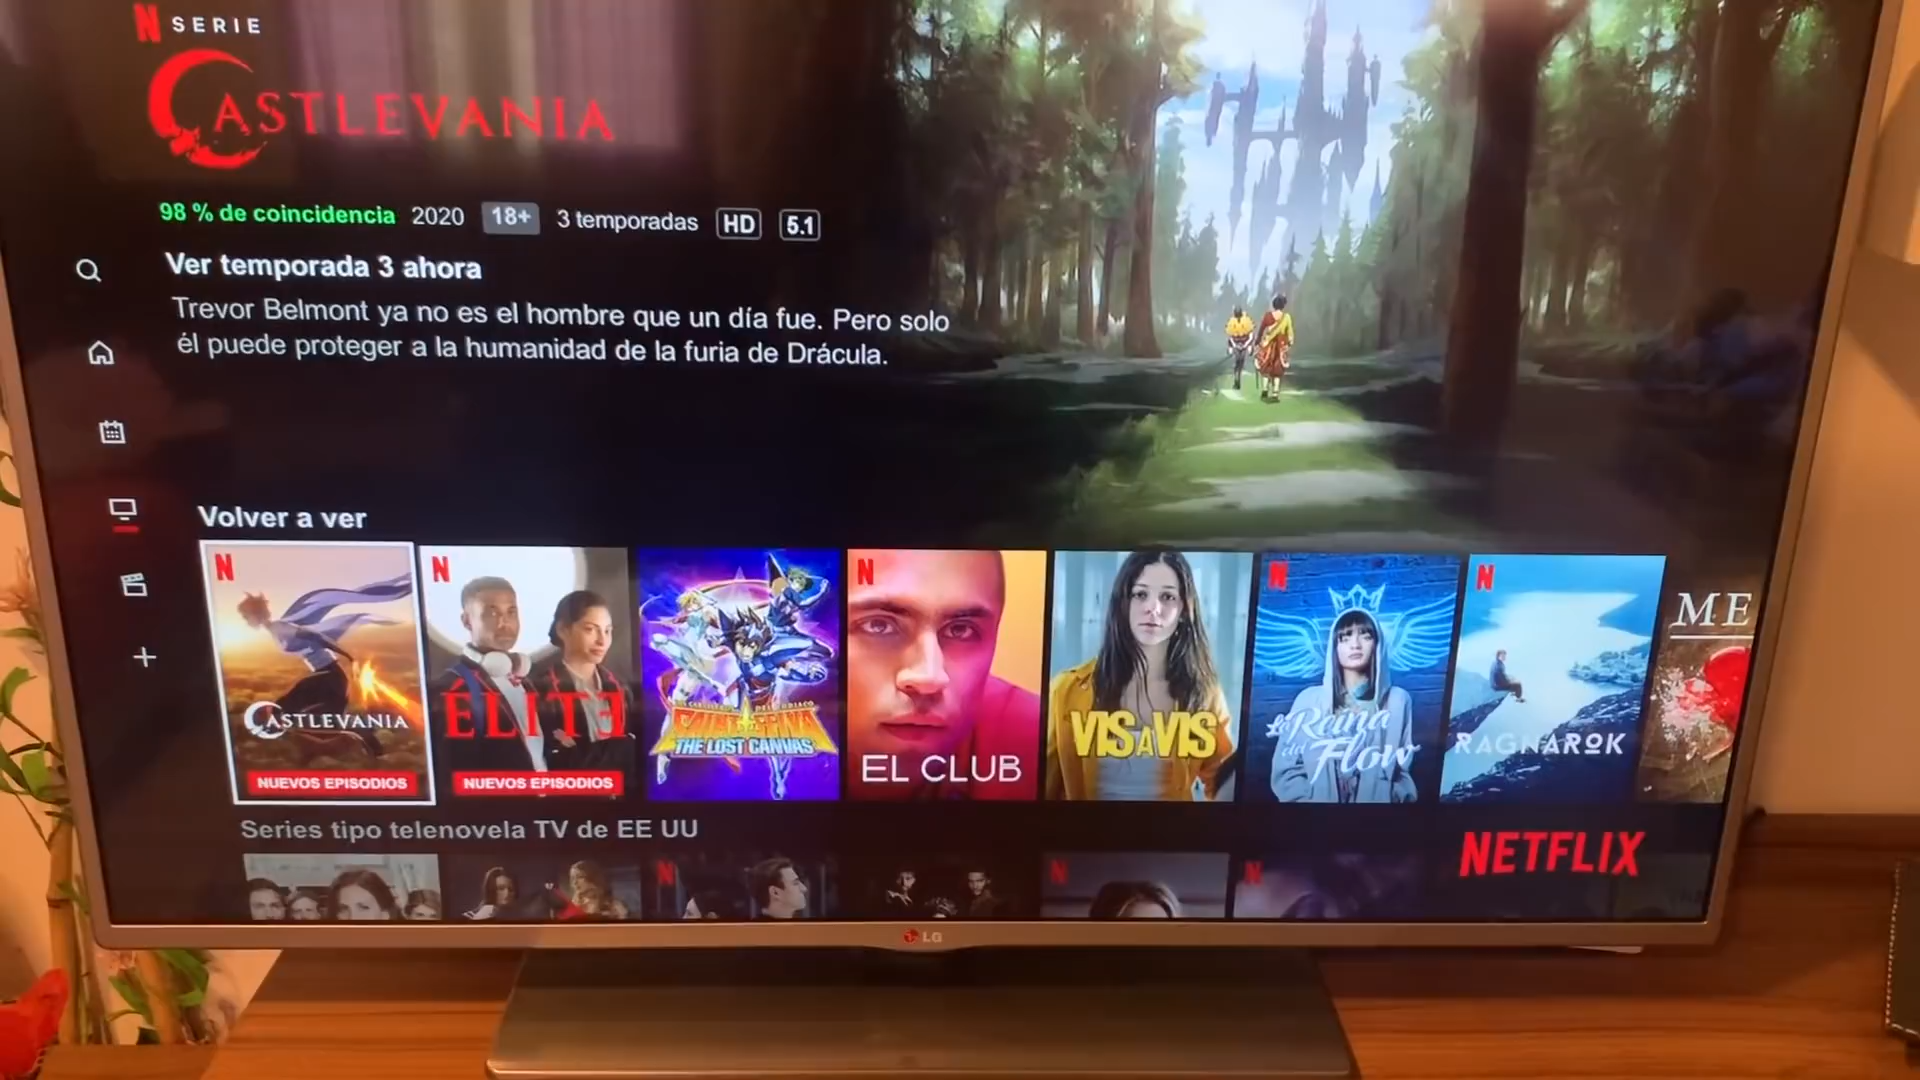 N SERIE
CASTLEVANIA
98 % de coincidencia 2020 18+ 3 temporadas HD 5.1
Ver temporada 3 ahora
Trevor Belmont ya no es el hombre que un día fue. Pero solo
él puede proteger a la humanidad de la furia de Drácula.
Volver a ver
N
CASTLEVANIA
NUEVOS EPISODIOS
N
ÉLITE
NUEVOS EPISODIOS
SAINT SEIYA
THE LOST CANVAS
N
EL CLUB
VIS A VIS
N
La Reina
del Flow
N
RAGNAROK
ME
Series tipo telenovela TV de EE UU
N
N
N
NETFLIX
LG